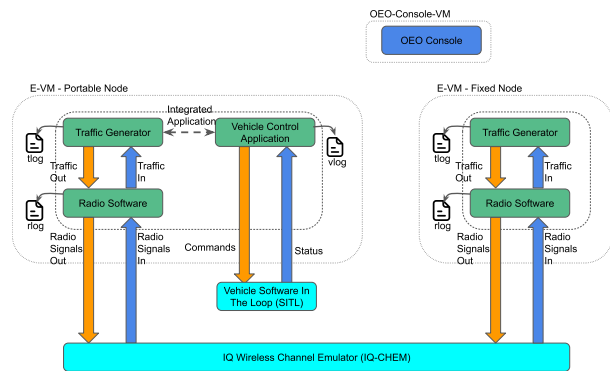 OEO-Console-VM
OEO Console
E-VM - Portable Node
E-VM - Fixed Node
Integrated
Application
Traffic Generator
Vehicle Control
Application
Traffic Generator
tlog
vlog
tlog
Traffic
Out
Traffic
In
Traffic
Out
Traffic
In
Radio Software
Radio Software
rlog
rlog
Radio
Signals
Out
Radio
Signals
In
Commands
Status
Radio
Signals
Out
Radio
Signals
In
Vehicle Software In
The Loop (SITL)
IQ Wireless Channel Emulator (IQ-CHEM)